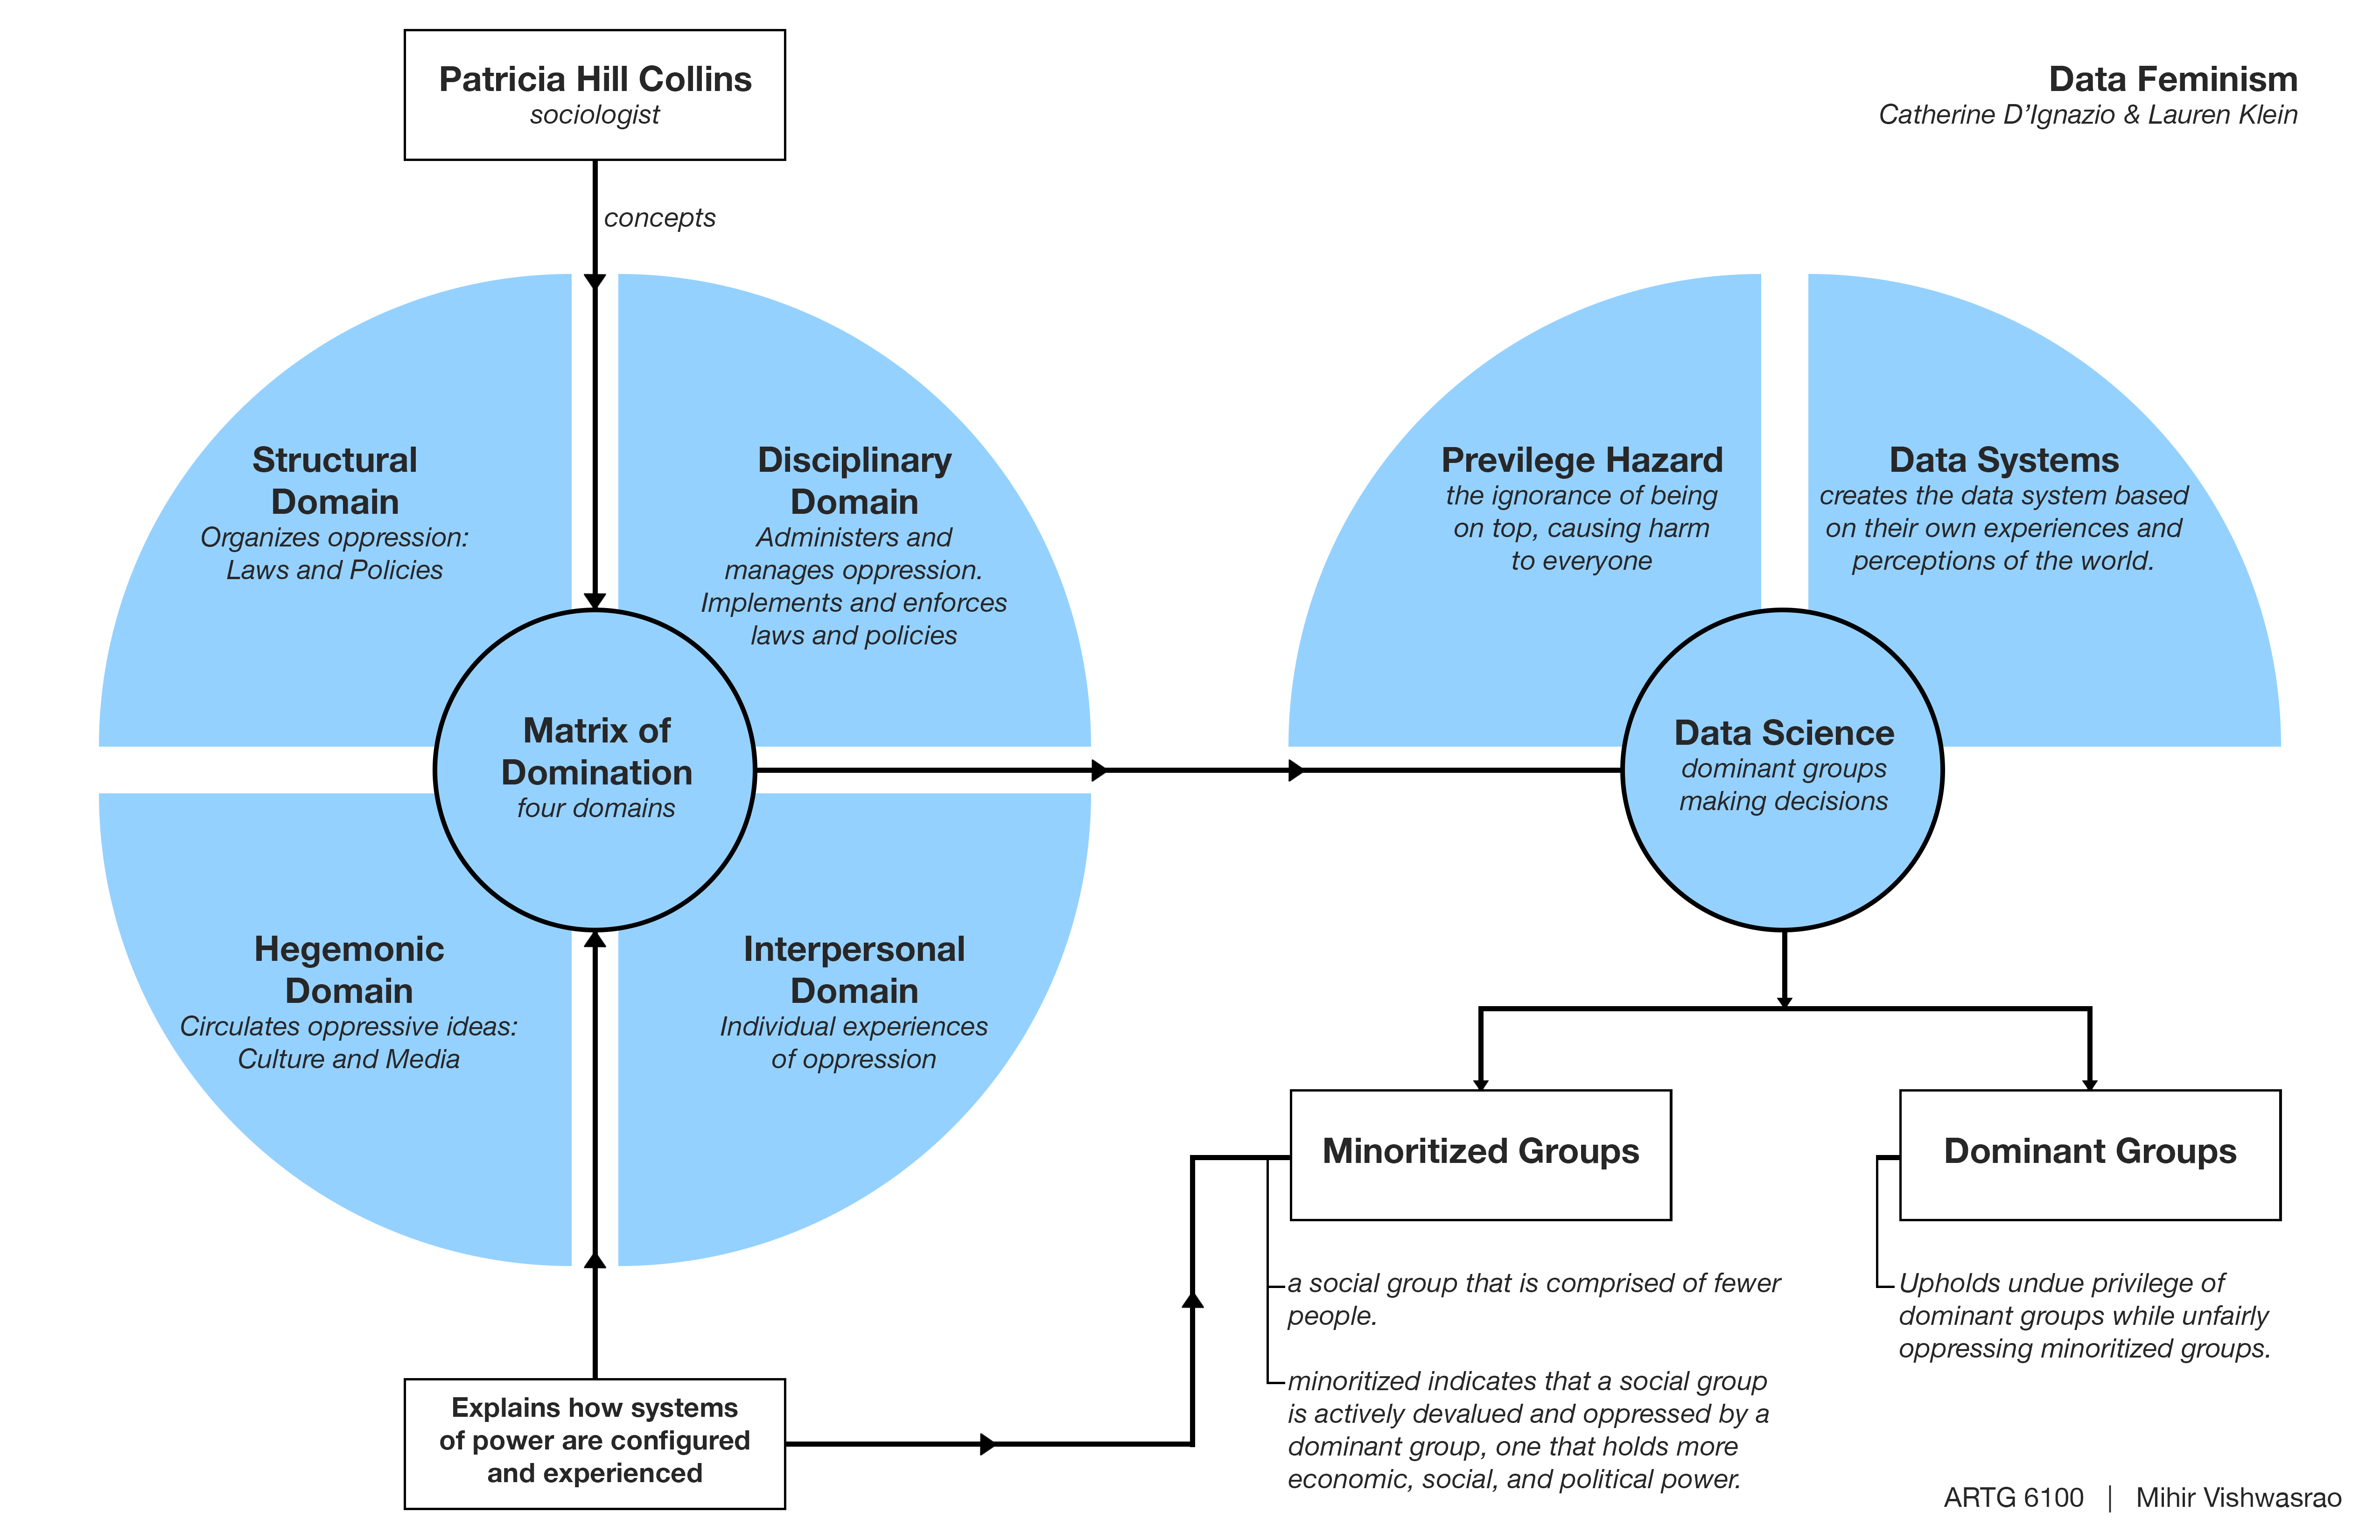 Patricia Hill Collins
sociologist
Data Feminism
Catherine D’Ignazio & Lauren Klein
concepts
Structural
Domain
Organizes oppression:
Laws and Policies
Disciplinary
Domain
Administers and
manages oppression.
Implements and enforces
laws and policies
Matrix of
Domination
four domains
Hegemonic
Domain
Circulates oppressive ideas:
Culture and Media
Interpersonal
Domain
Individual experiences
of oppression
Explains how systems
of power are configured
and experienced
Previlege Hazard
the ignorance of being
on top, causing harm
to everyone
Data Systems
creates the data system based
on their own experiences and
perceptions of the world.
Data Science
dominant groups
making decisions
Minoritized Groups
a social group that is comprised of fewer
people.
minoritized indicates that a social group
is actively devalued and oppressed by a
dominant group, one that holds more
economic, social, and political power.
Dominant Groups
Upholds undue privilege of
dominant groups while unfairly
oppressing minoritized groups.
ARTG 6100 | Mihir Vishwasrao